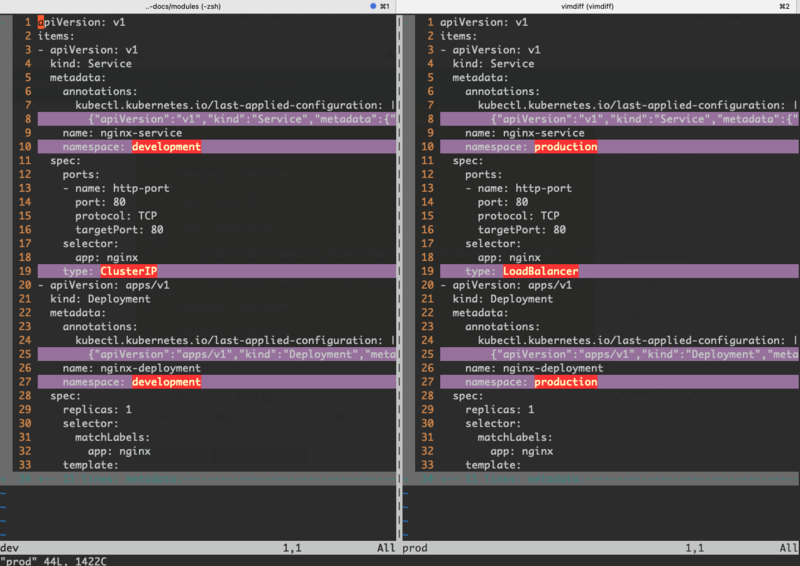 ..-docs/modules (-zsh) ⌘1
1 apiVersion: v1
2 items:
3 - apiVersion: v1
4   kind: Service
5   metadata:
6     annotations:
7       kubectl.kubernetes.io/last-applied-configuration: |
8         {"apiVersion":"v1","kind":"Service","metadata":{"
9     name: nginx-service
10     namespace: development
11   spec:
12     ports:
13     - name: http-port
14       port: 80
15       protocol: TCP
16       targetPort: 80
17     selector:
18       app: nginx
19     type: ClusterIP
20 - apiVersion: apps/v1
21   kind: Deployment
22   metadata:
23     annotations:
24       kubectl.kubernetes.io/last-applied-configuration: |
25         {"apiVersion":"apps/v1","kind":"Deployment","meta
26     name: nginx-deployment
27     namespace: development
28   spec:
29     replicas: 1
30     selector:
31       matchLabels:
32         app: nginx
33     template:
~
~
~
~
dev 1,1 All
"prod" 44L, 1422C
vimdiff (vimdiff) ⌘2
1 apiVersion: v1
2 items:
3 - apiVersion: v1
4   kind: Service
5   metadata:
6     annotations:
7       kubectl.kubernetes.io/last-applied-configuration: |
8         {"apiVersion":"v1","kind":"Service","metadata":{"
9     name: nginx-service
10     namespace: production
11   spec:
12     ports:
13     - name: http-port
14       port: 80
15       protocol: TCP
16       targetPort: 80
17     selector:
18       app: nginx
19     type: LoadBalancer
20 - apiVersion: apps/v1
21   kind: Deployment
22   metadata:
23     annotations:
24       kubectl.kubernetes.io/last-applied-configuration: |
25         {"apiVersion":"apps/v1","kind":"Deployment","meta
26     name: nginx-deployment
27     namespace: production
28   spec:
29     replicas: 1
30     selector:
31       matchLabels:
32         app: nginx
33     template:
~
~
~
~
prod 1,1 All